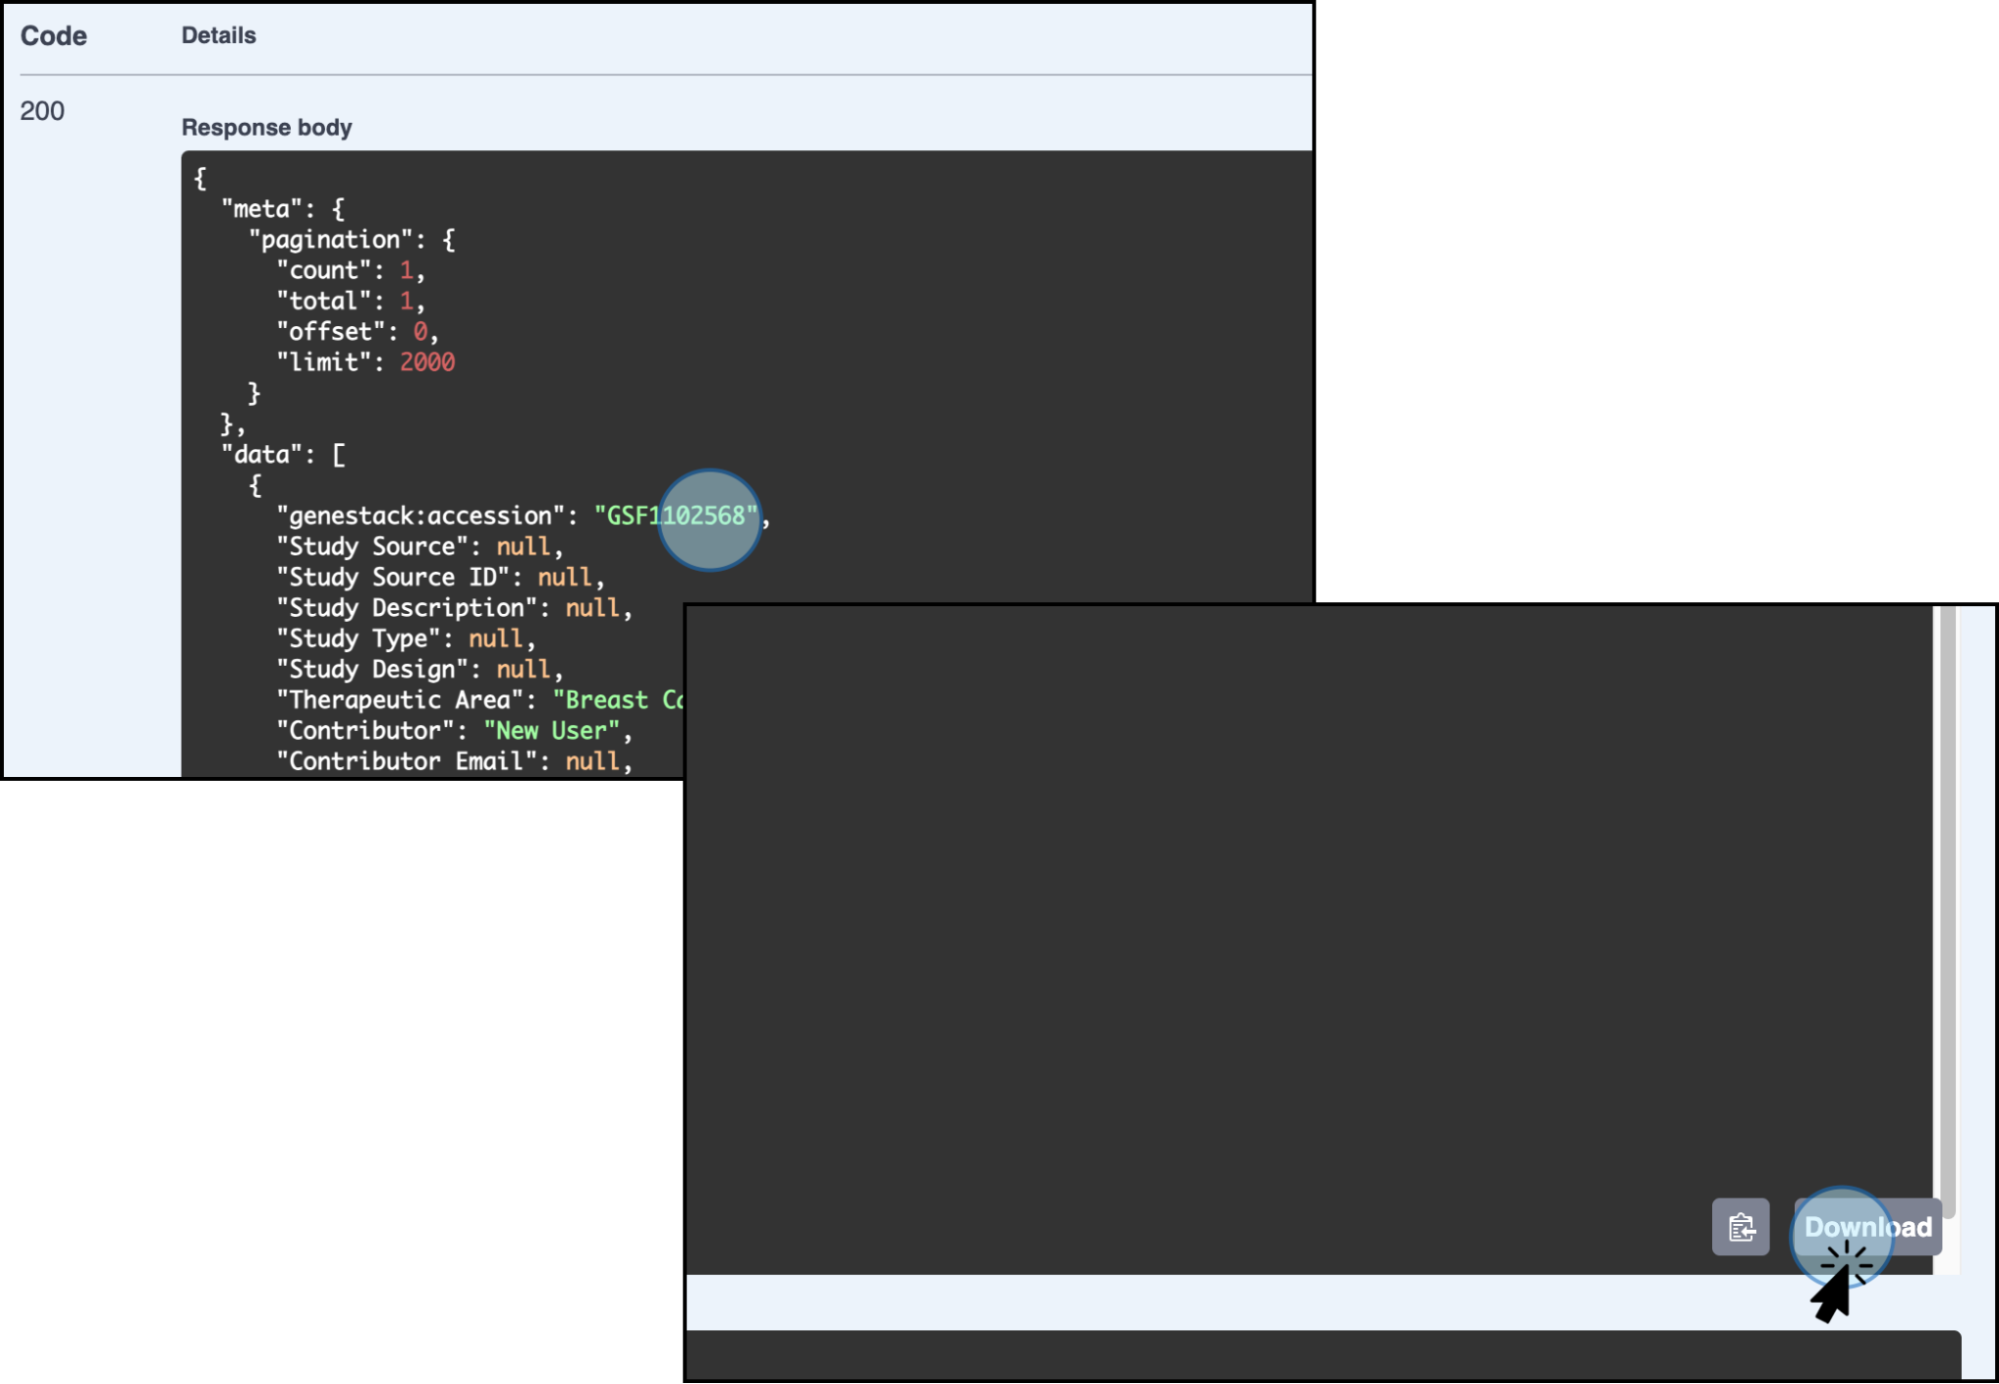 Code Details
200
Response body
{
"meta": {
"pagination": {
"count": 1,
"total": 1,
"offset": 0,
"limit": 2000
}
},
"data": [
{
"genestack:accession": "GSF1102568",
"Study Source": null,
"Study Source ID": null,
"Study Description": null,
"Study Type": null,
"Study Design": null,
"Therapeutic Area": "Breast
"Contributor": "New User",
"Contributor Email": null,
Download